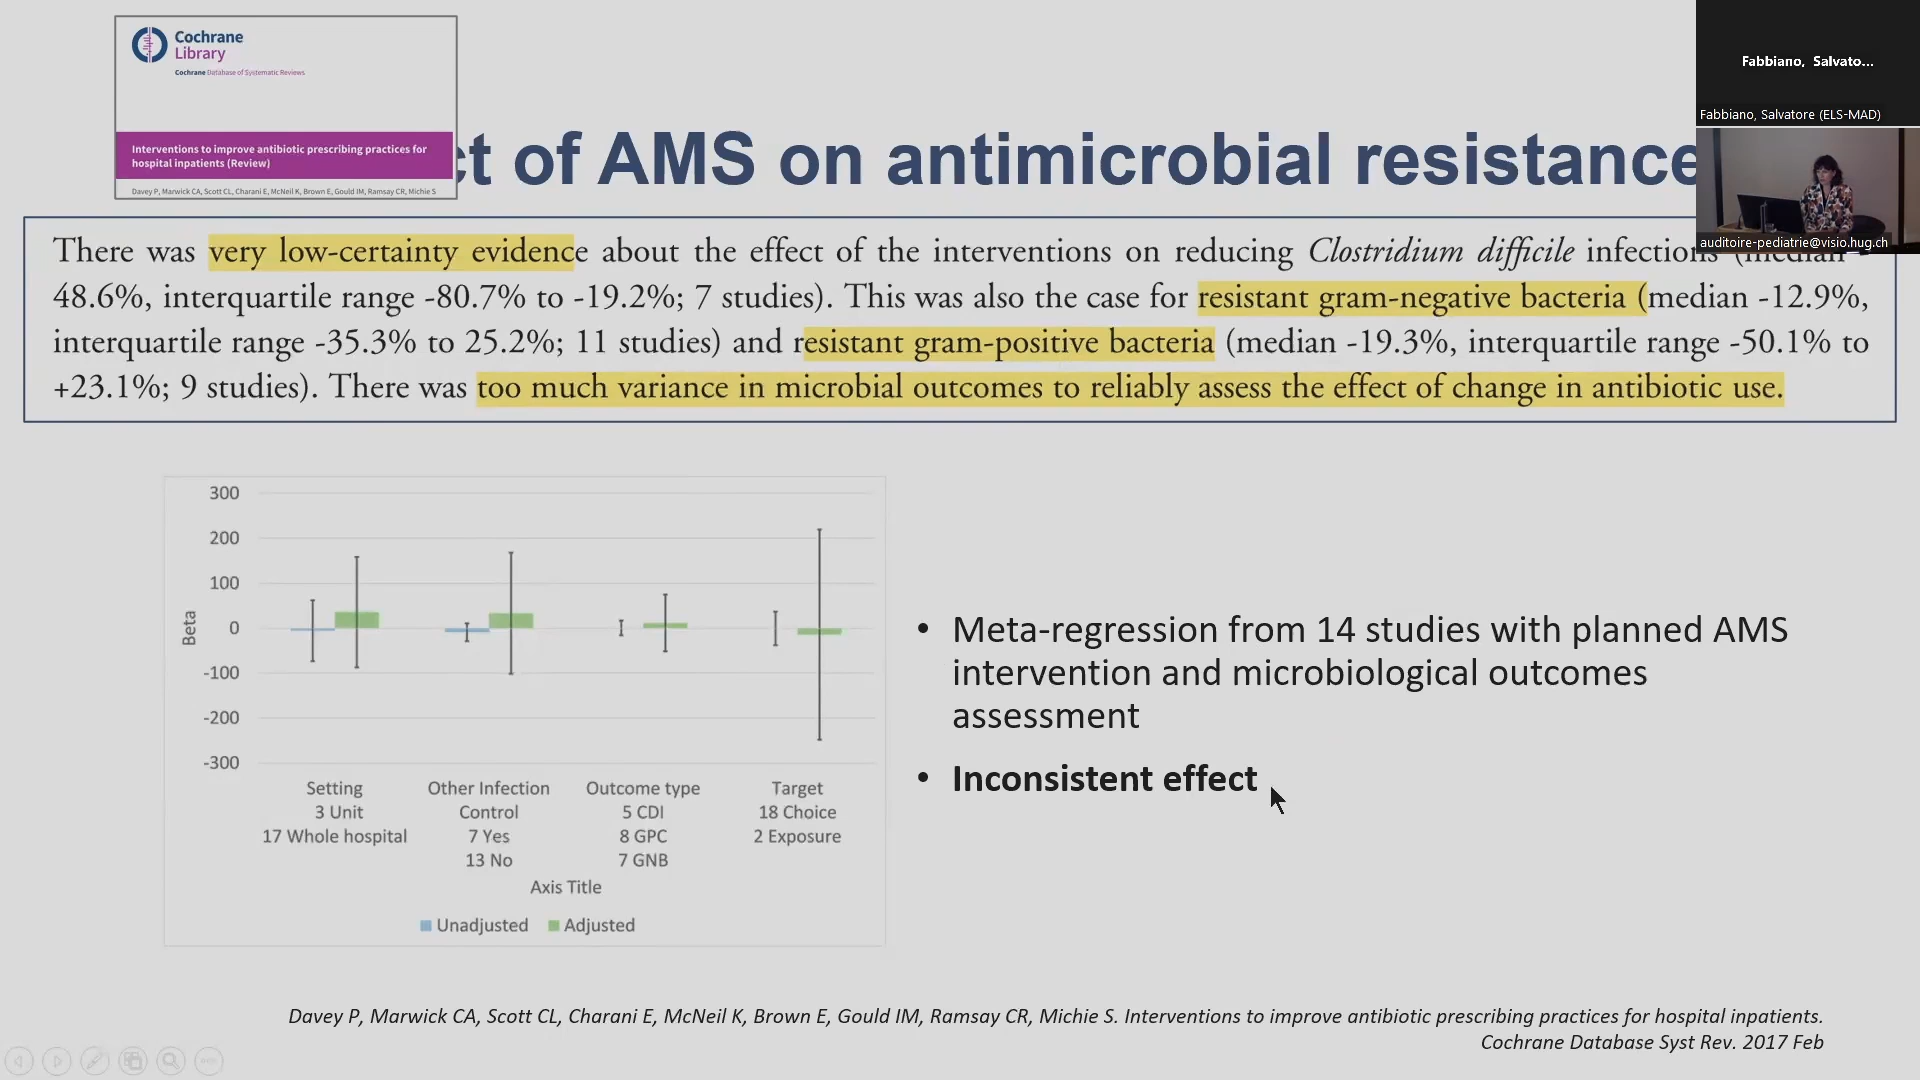 Cochrane
Library
Cochrane Database of Systematic Reviews
Interventions to improve antibiotic prescribing practices for
hospital inpatients (Review)
Davey P, Marwick CA, Scott CL, Charani E, McNeil K, Brown E, Gould IM, Ramsay CR, Michie S
ct of AMS on antimicrobial resistance
Fabbiano, Salvato...
Fabbiano, Salvatore (ELS-MAD)
auditoire-pediatrie@visio.hug.ch
There was very low-certainty evidence about the effect of the interventions on reducing Clostridium difficile infections (median -
48.6%, interquartile range -80.7% to -19.2%; 7 studies). This was also the case for resistant gram-negative bacteria (median -12.9%,
interquartile range -35.3% to 25.2%; 11 studies) and resistant gram-positive bacteria (median -19.3%, interquartile range -50.1% to
+23.1%; 9 studies). There was too much variance in microbial outcomes to reliably assess the effect of change in antibiotic use.
300
200
100
0
-100
-200
-300
Beta
Setting
3 Unit
17 Whole hospital
Other Infection
Control
7 Yes
13 No
Outcome type
5 CDI
8 GPC
7 GNB
Target
18 Choice
2 Exposure
Axis Title
Unadjusted Adjusted
• Meta-regression from 14 studies with planned AMS
intervention and microbiological outcomes
assessment
• Inconsistent effect
Davey P, Marwick CA, Scott CL, Charani E, McNeil K, Brown E, Gould IM, Ramsay CR, Michie S. Interventions to improve antibiotic prescribing practices for hospital inpatients.
Cochrane Database Syst Rev. 2017 Feb